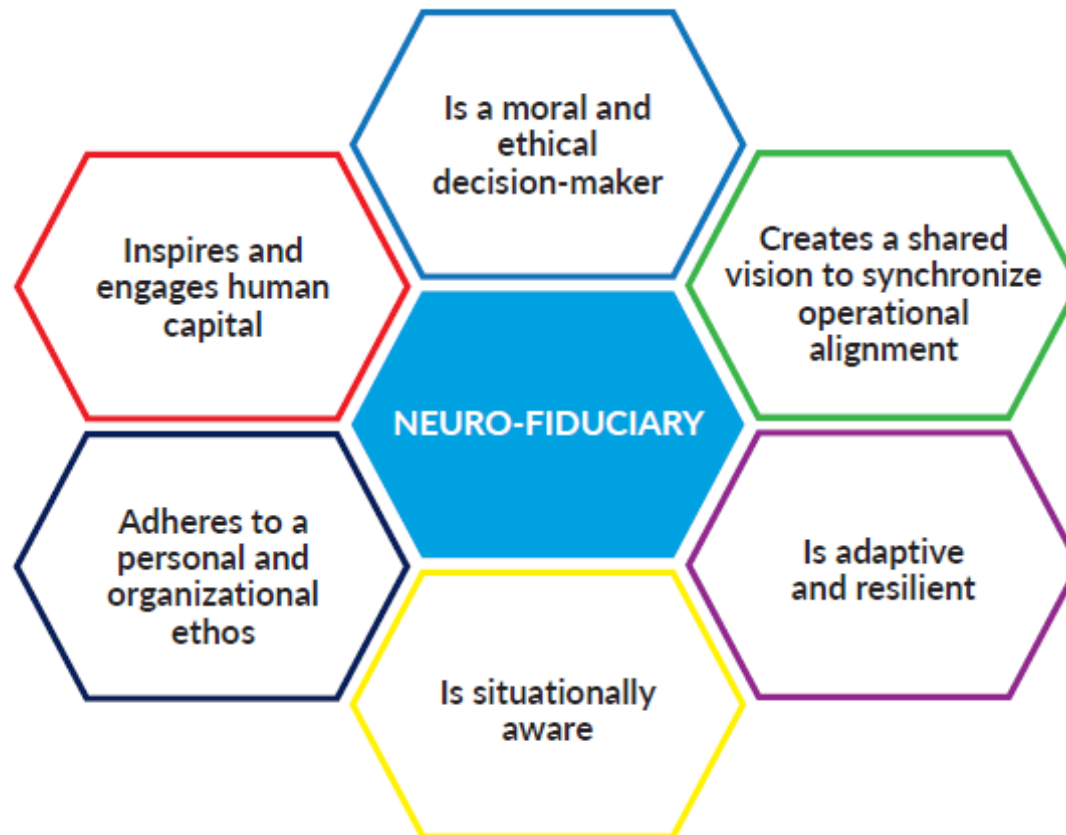 Is a moral and
ethical
decision-maker
Inspires and
engages human
capital
Creates a shared
vision to synchronize
operational
alignment
NEURO-FIDUCIARY
Adheres to a
personal and
organizational
ethos
Is adaptive
and resilient
Is situationally
aware